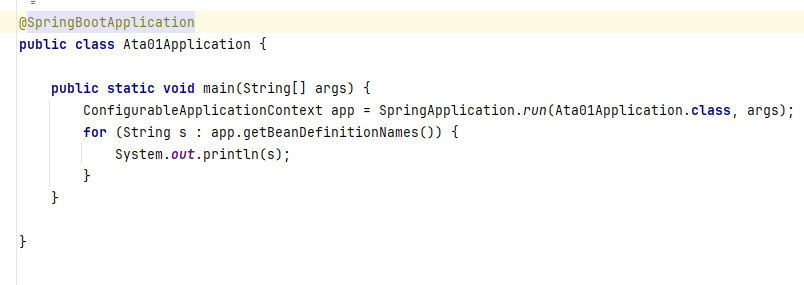 @SpringBootApplication
public class Ata01Application {
public static void main(String[] args) {
ConfigurableApplicationContext app = SpringApplication.run(Ata01Application.class, args);
for (String s : app.getBeanDefinitionNames()) {
System.out.println(s);
}
}
}